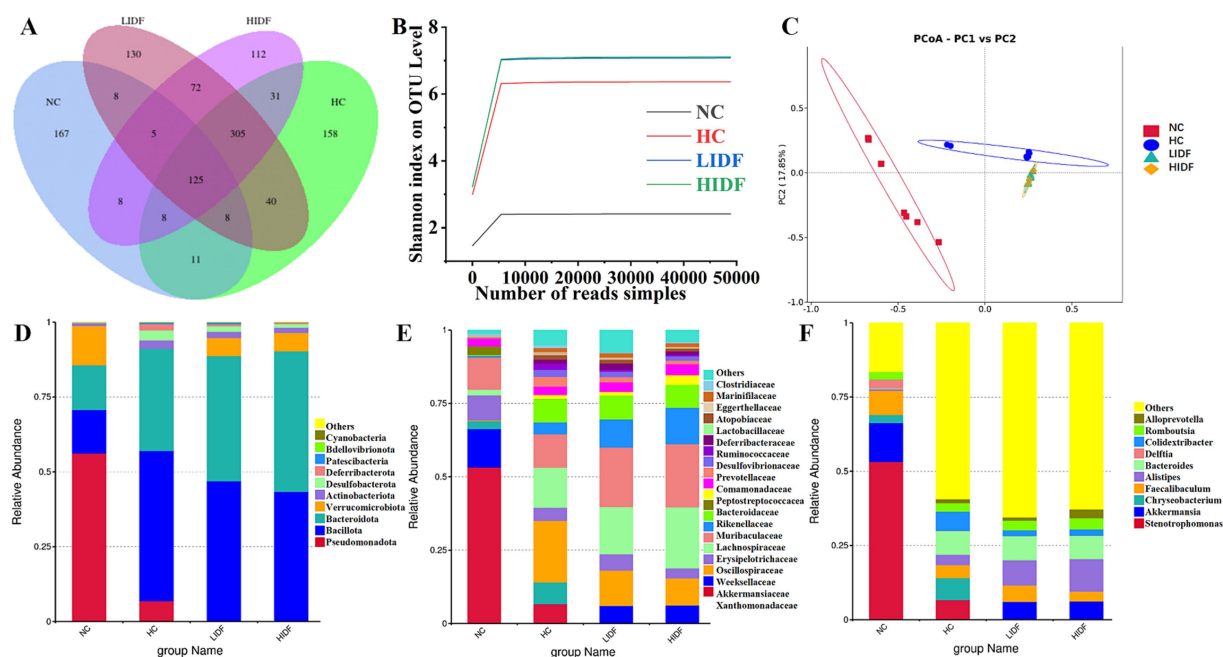 A
LIDF
HIDF
NC
HC
130
112
8
72
31
167
5
305
158
125
8
8
8
40
11
B
Shannon index on OTU Level
8
6
4
2
0
10000
20000
30000
40000
50000
Number of reads simples
NC
HC
LIDF
HIDF
C
PCoA - PC1 vs PC2
PC2 ( 17.85% )
0.5
0.0
-0.5
-1.0
-1.0
-0.5
0.0
0.5
NC
HC
LIDF
HIDF
D
Relative Abundance
1
0.75
0.5
0.25
0
NC
HC
LIDF
HIDF
group Name
Others
Cyanobacteria
Bdellovibrionota
Patescibacteria
Deferribacterota
Desulfobacterota
Actinobacteriota
Verrucomicrobiota
Bacteroidota
Bacillota
Pseudomonadota
E
Relative Abundance
1
0.75
0.5
0.25
0
NC
HC
LIDF
HIDF
group Name
Others
Clostridiaceae
Marinifilaceae
Eggerthellaceae
Atopobiaceae
Lactobacillaceae
Deferribacteraceae
Ruminococcaceae
Desulfovibrionaceae
Prevotellaceae
Comamonadaceae
Peptostreptococcacea
Bacteroidaceae
Rikenellaceae
Muribaculaceae
Lachnospiraceae
Erysipelotrichaceae
Oscillospiraceae
Weeksellaceae
Akkermansiaceae
Xanthomonadaceae
F
Relative Abundance
1
0.75
0.5
0.25
0
NC
HC
LIDF
HIDF
group Name
Others
Alloprevotella
Romboutsia
Colidextribacter
Delftia
Bacteroides
Alistipes
Faecalibaculum
Chryseobacterium
Akkermansia
Stenotrophomonas